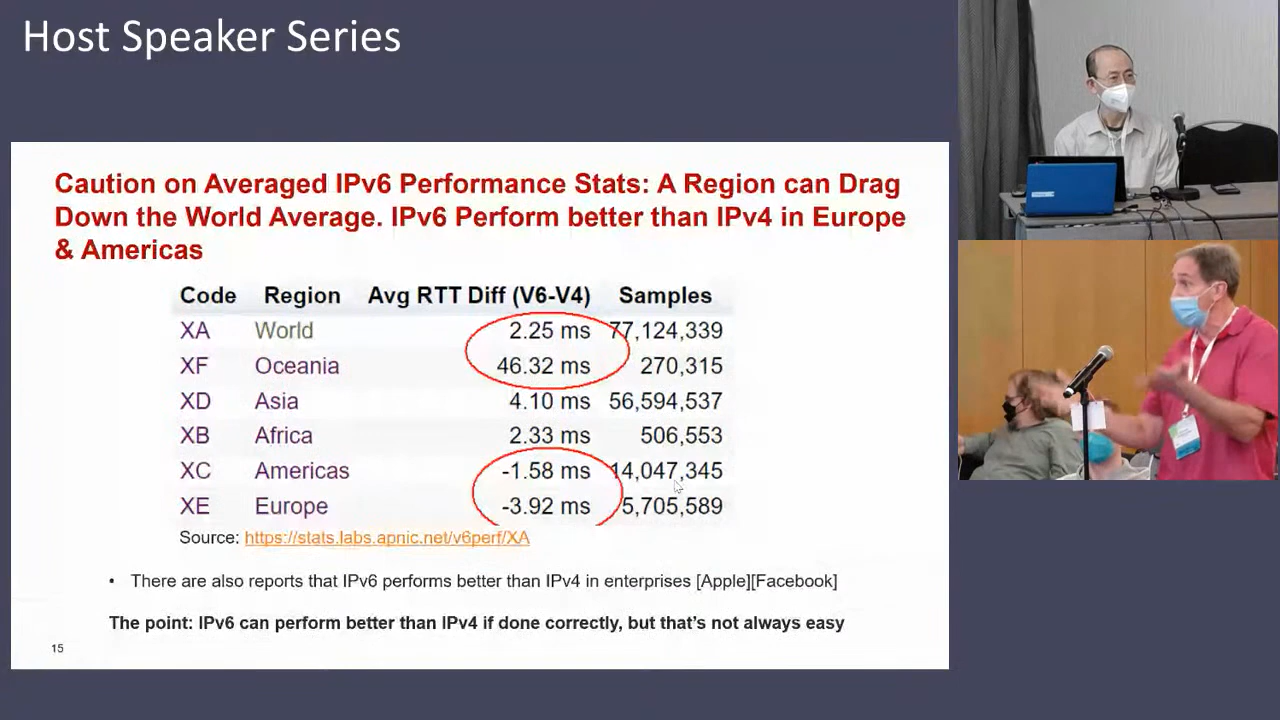 Host Speaker Series
Caution on Averaged IPv6 Performance Stats: A Region can Drag
Down the World Average. IPv6 Perform better than IPv4 in Europe
& Americas
Code Region Avg RTT Diff (V6-V4) Samples
XA World 2.25 ms 77,124,339
XF Oceania 46.32 ms 270,315
XD Asia 4.10 ms 56,594,537
XB Africa 2.33 ms 506,553
XC Americas -1.58 ms 14,047,345
XE Europe -3.92 ms 5,705,589
Source: https://stats.labs.apnic.net/v6perf/XA
• There are also reports that IPv6 performs better than IPv4 in enterprises [Apple][Facebook]
The point: IPv6 can perform better than IPv4 if done correctly, but that's not always easy
15